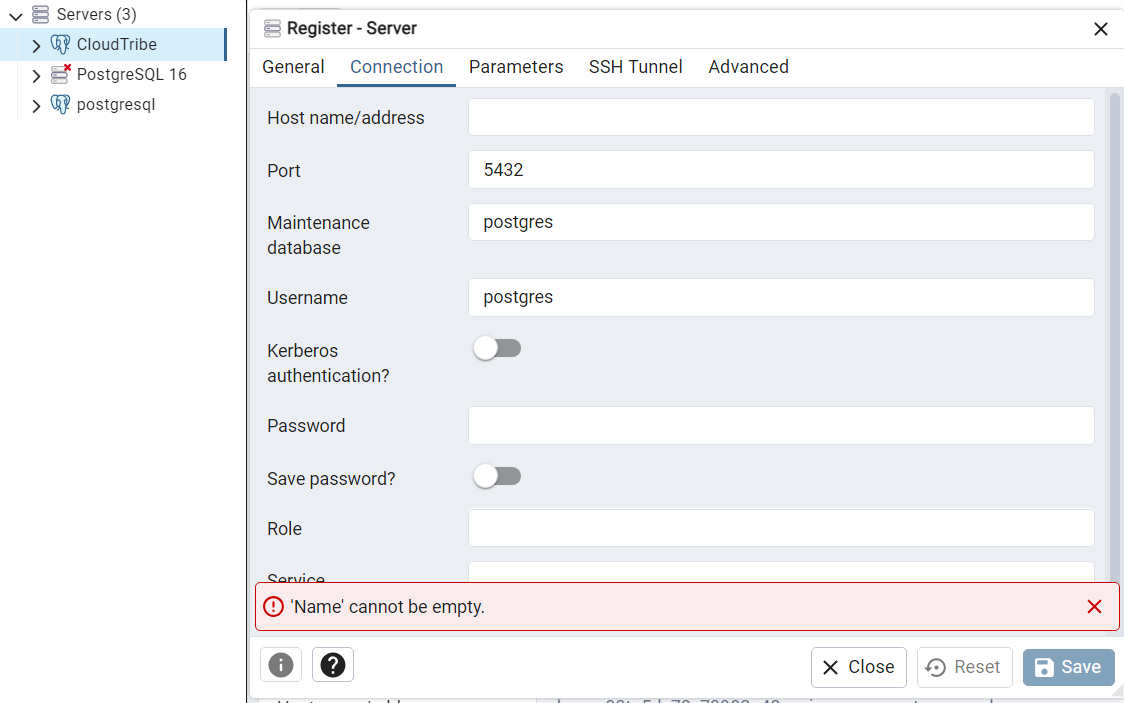 Servers (3)
CloudTribe
PostgreSQL 16
postgresql
Register - Server
General Connection Parameters SSH Tunnel Advanced
Host name/address
Port 5432
Maintenance
database postgres
Username postgres
Kerberos
authentication?
Password
Save password?
Role
Service
'Name' cannot be empty.
Close Reset Save